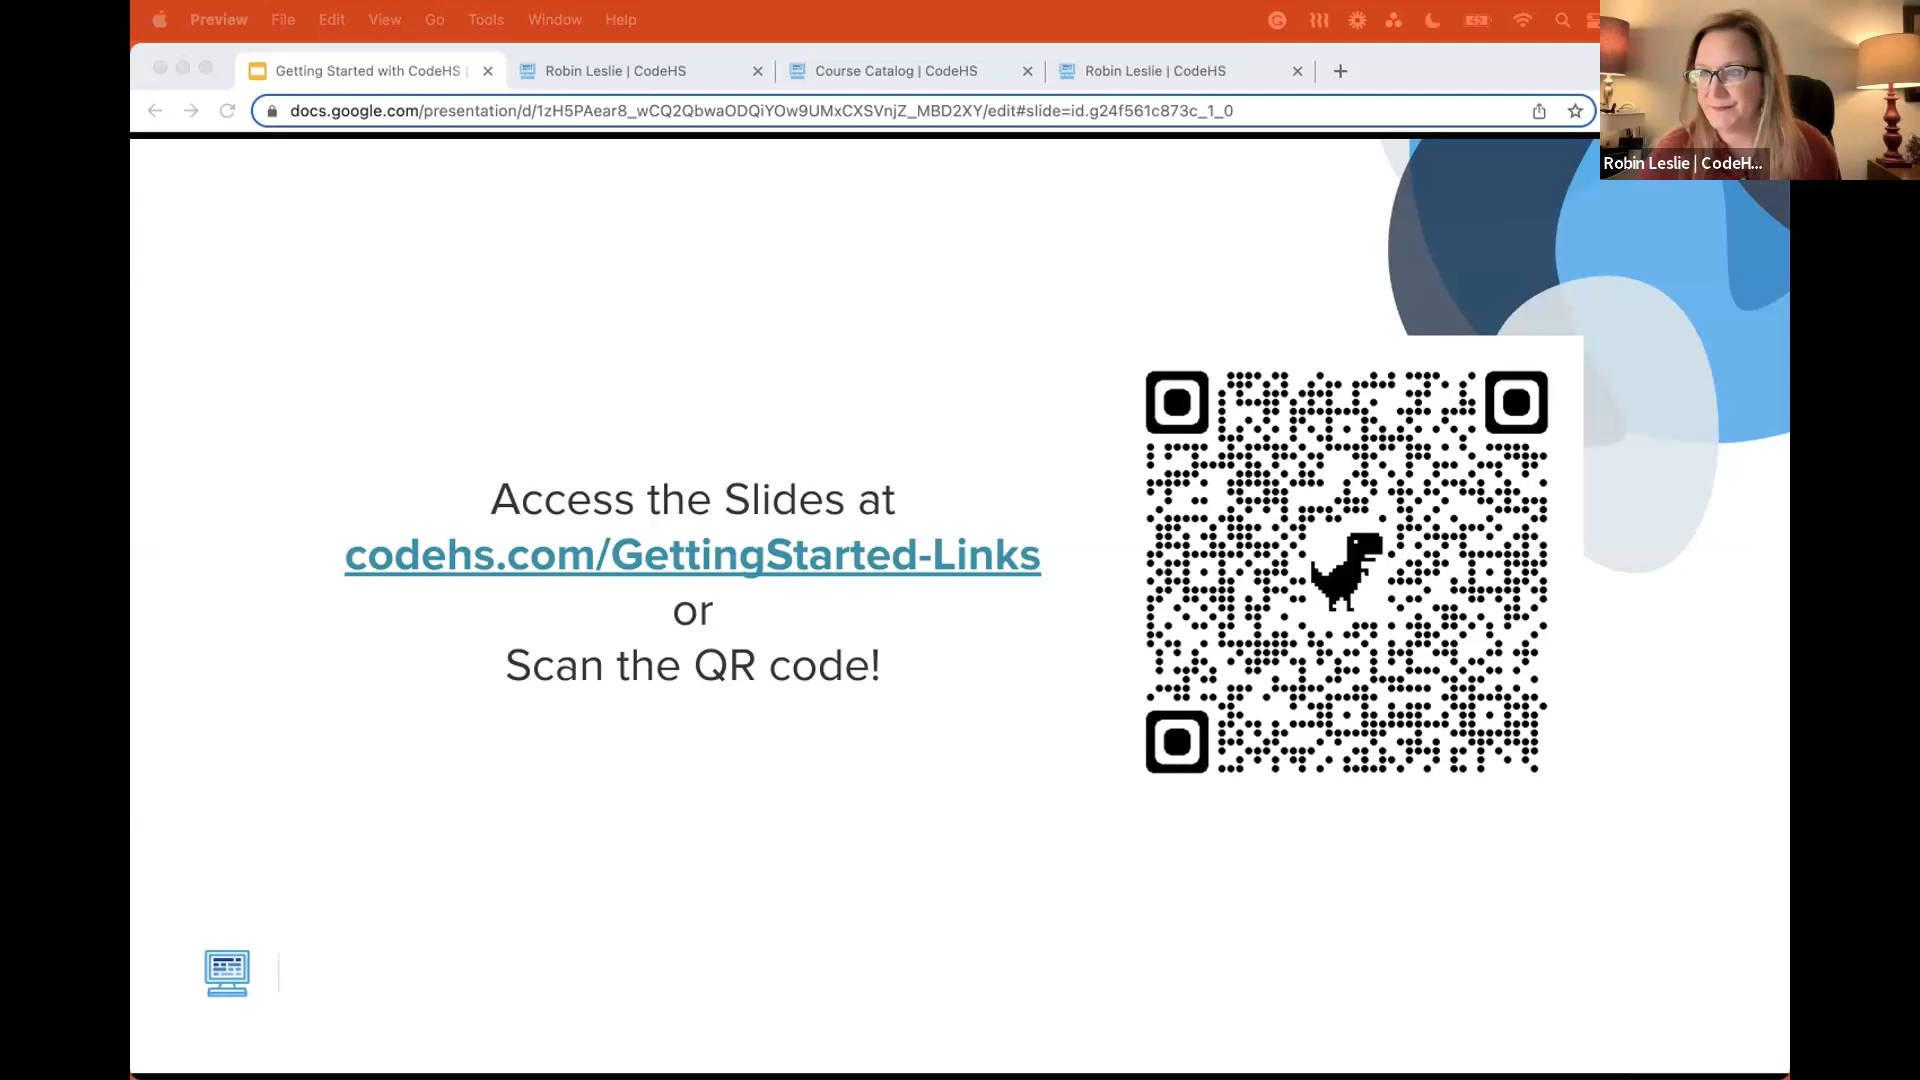 Preview File Edit View Go Tools Window Help
Getting Started with CodeHS |
Robin Leslie | CodeHS
Course Catalog | CodeHS
Robin Leslie | CodeHS
docs.google.com/presentation/d/1zH5PAear8_wCQ2QbwaODQiYOw9UMxCXSVnjZ_MBD2XY/edit#slide=id.g24f561c873c_1_0
Robin Leslie | CodeH...
Access the Slides at
codehs.com/GettingStarted-Links
or
Scan the QR code!